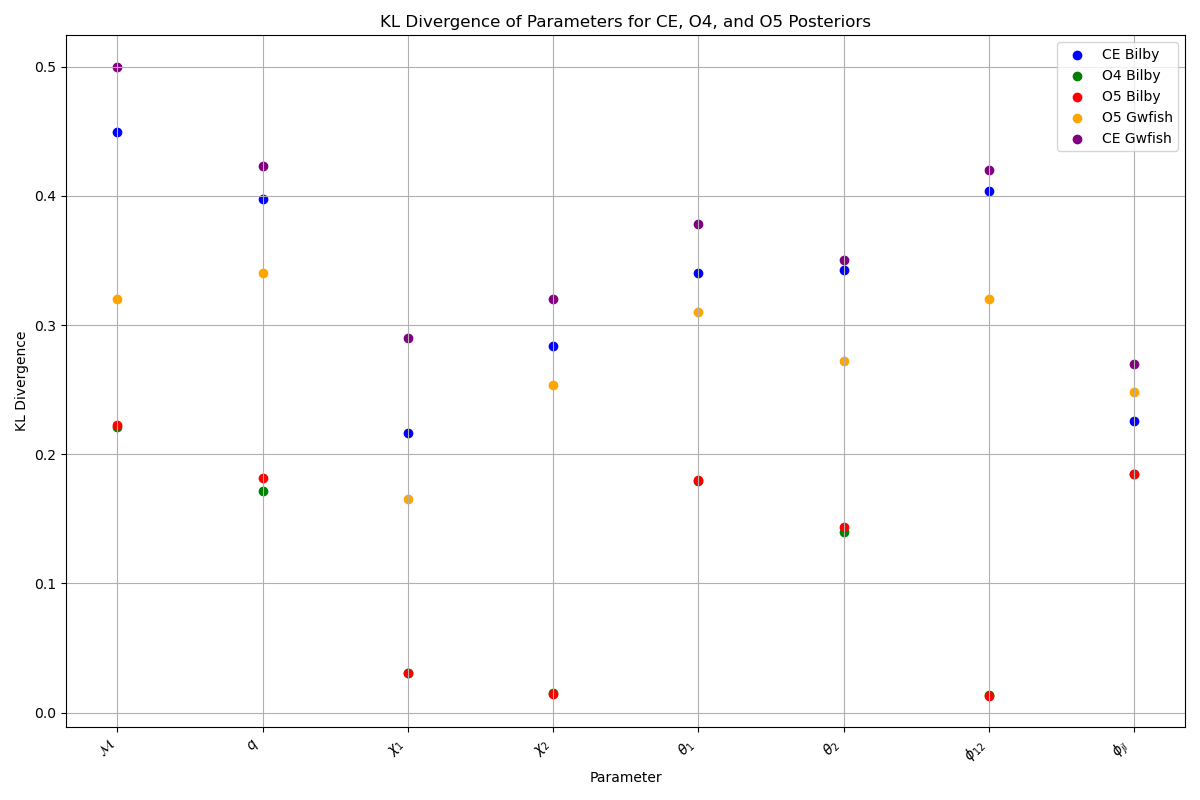 KL Divergence of Parameters for CE, O4, and O5 Posteriors
KL Divergence
0.5
0.4
0.3
0.2
0.1
0.0
CE Bilby
O4 Bilby
O5 Bilby
O5 Gwfish
CE Gwfish
ℳ
q
χ₁
χ₂
θ₁
θ₂
ϕ₁₂
ϕⱼₗ
Parameter